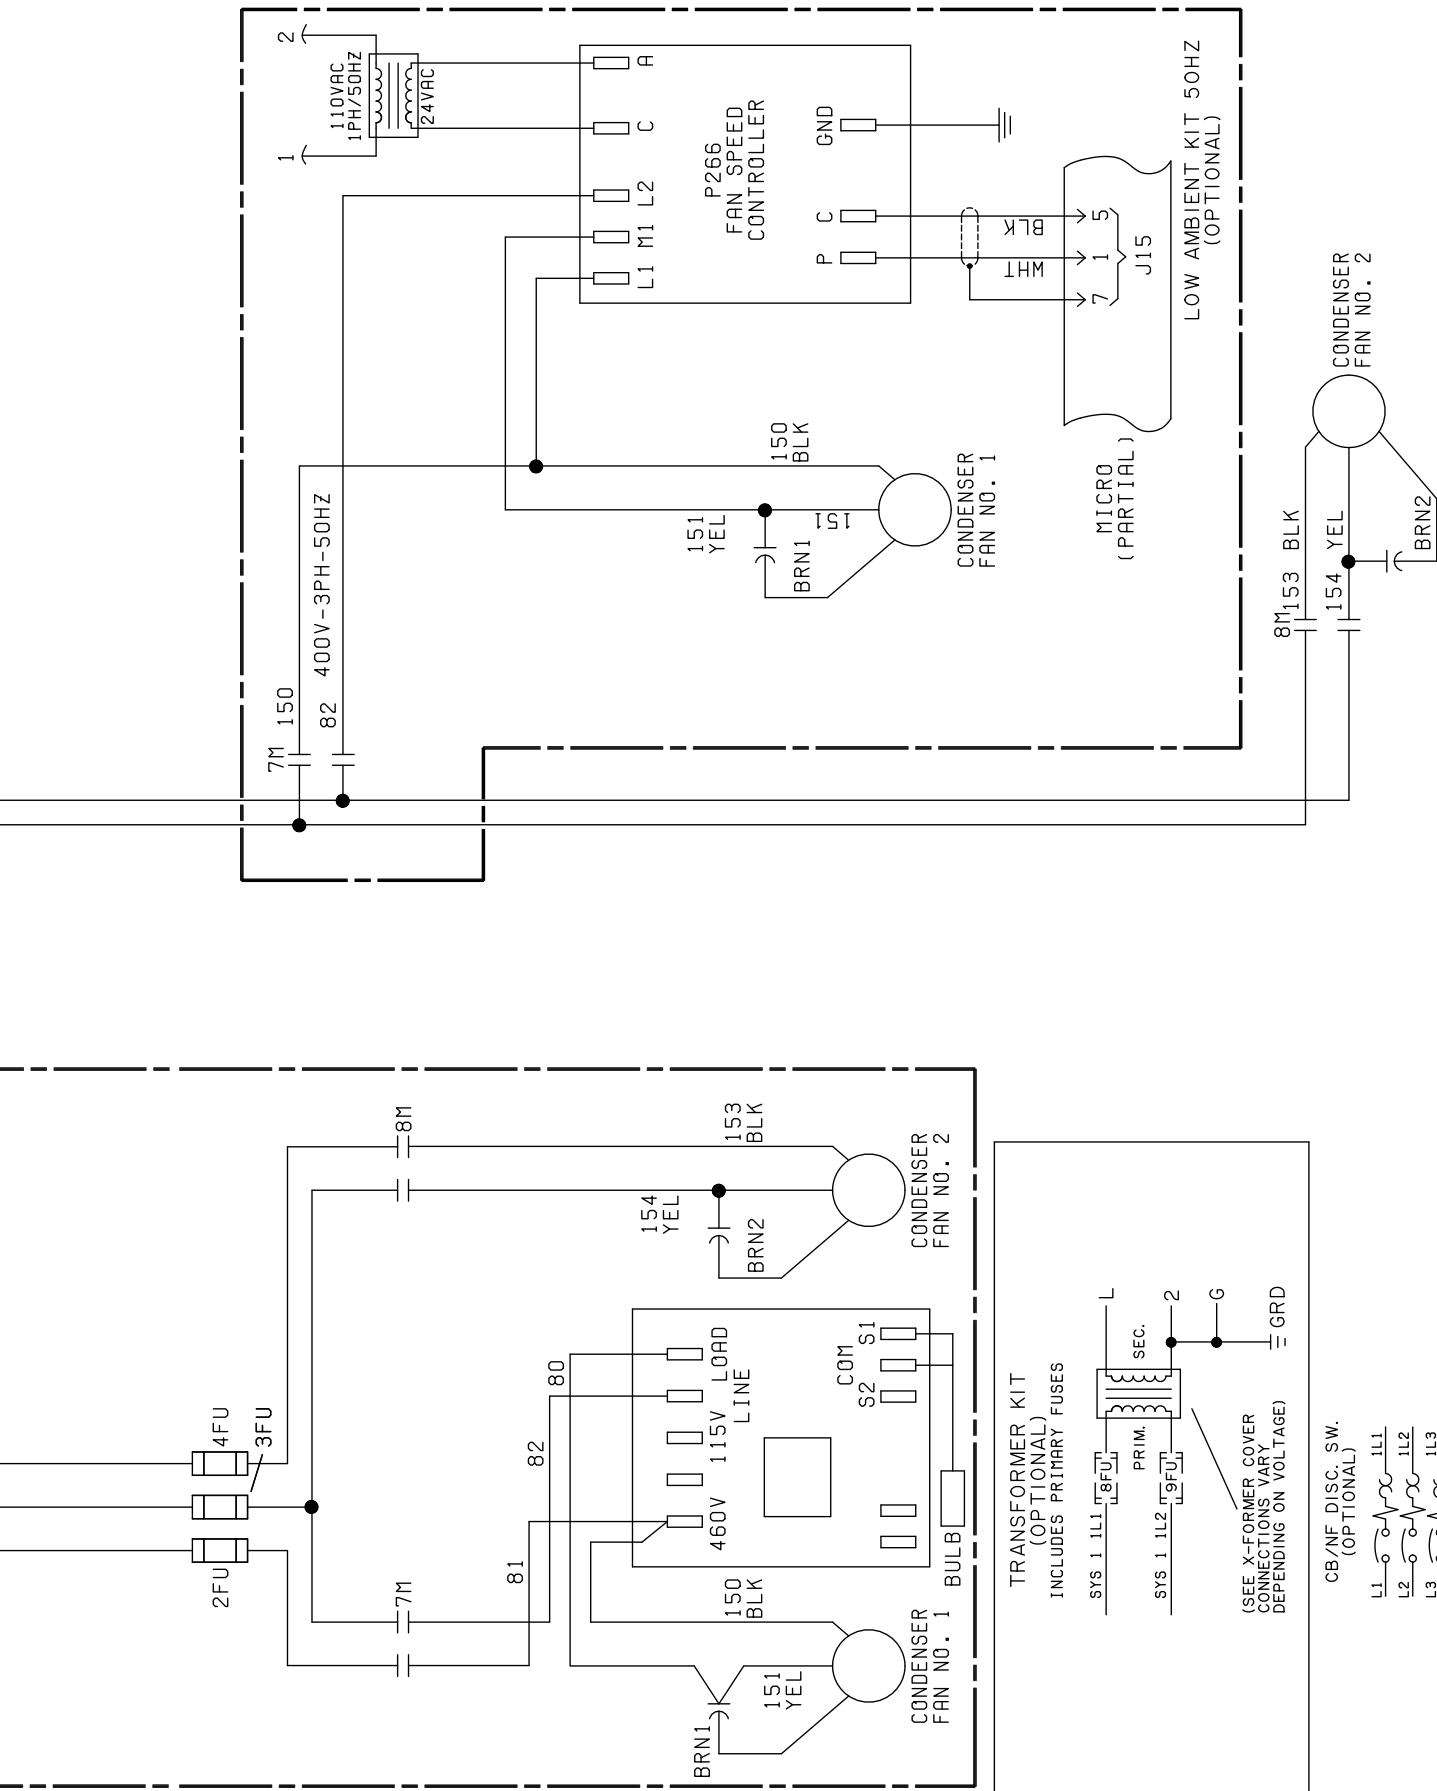 2
1
110VAC
1PH/50HZ
24VAC
A
C
L2
M1
L1
P266
FAN SPEED
CONTROLLER
GND
C
P
BLK
WHT
5
1
7
J15
LOW AMBIENT KIT 50HZ
(OPTIONAL)
MICRO
(PARTIAL)
150
BLK
151
YEL
151
BRN1
CONDENSER
FAN NO. 1
400V-3PH-50HZ
7M
150
82
CONDENSER
FAN NO. 2
8M
153
BLK
154
YEL
BRN2
4FU
3FU
2FU
8M
7M
153
BLK
154
YEL
BRN2
CONDENSER
FAN NO. 2
80
82
81
LOAD
LINE
115V
460V
S1
COM
S2
BULB
150
BLK
151
YEL
BRN1
CONDENSER
FAN NO. 1
TRANSFORMER KIT
(OPTIONAL)
INCLUDES PRIMARY FUSES
SYS 1 1L1
8FU
SYS 1 1L2
9FU
PRIM.
SEC.
L
2
G
GRD
(SEE X-FORMER COVER
CONNECTIONS VARY
DEPENDING ON VOLTAGE)
CB/NF DISC. SW.
(OPTIONAL)
L1
1L1
L2
1L2
L3
1L3